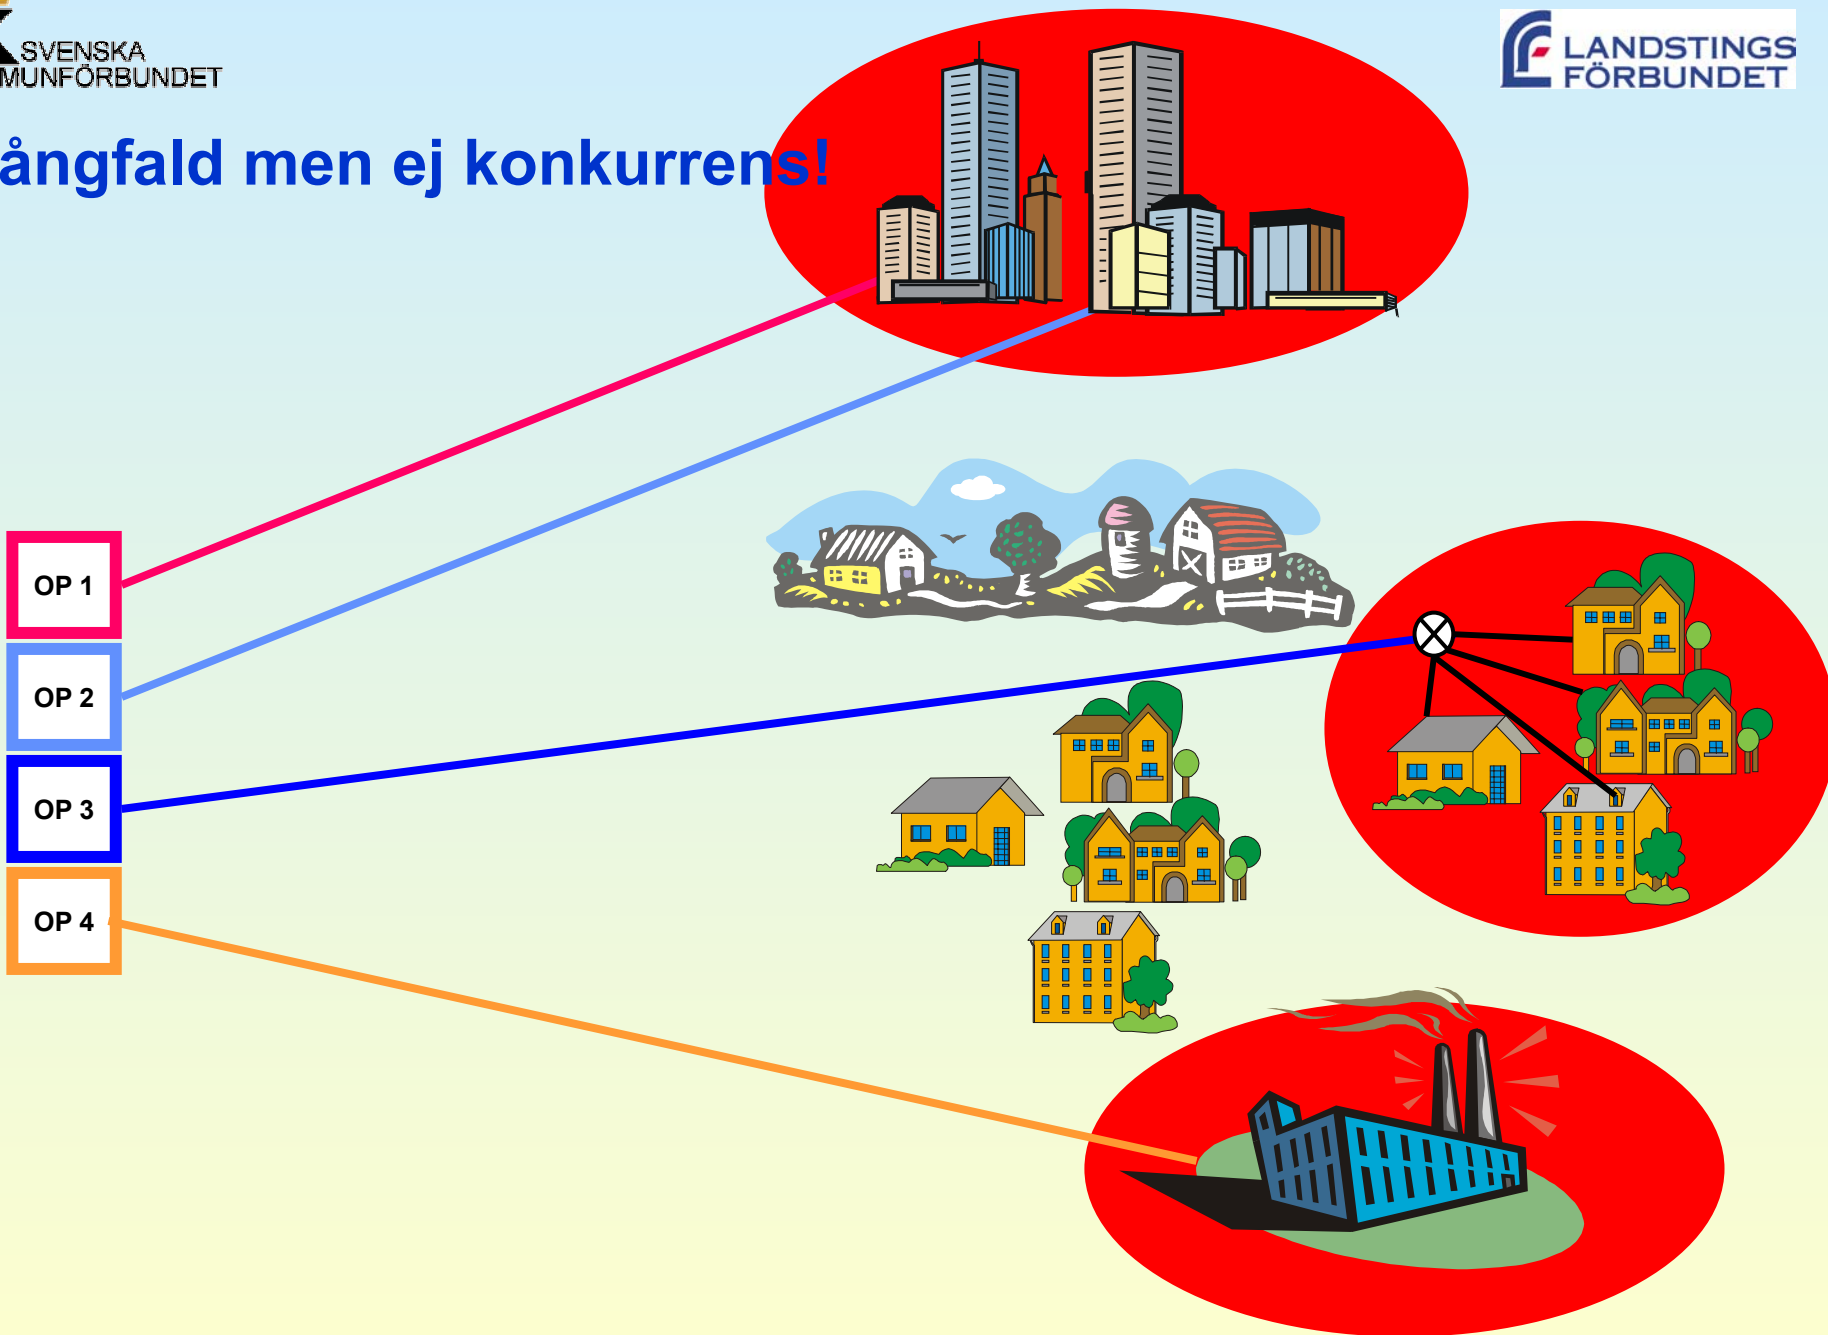 SVENSKA
MUNFÖRBUNDET
LANDSTINGS
FÖRBUNDET
ångfald men ej konkurrens!
OP 1
OP 2
OP 3
OP 4